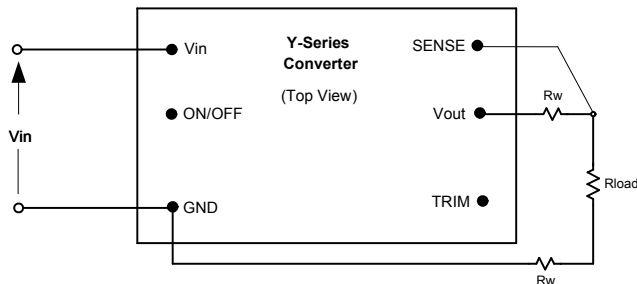 Y-Series
Converter
(Top View)
Vin
ON/OFF
GND
SENSE
Vout
TRIM
Vin
Rw
Rload
Rw